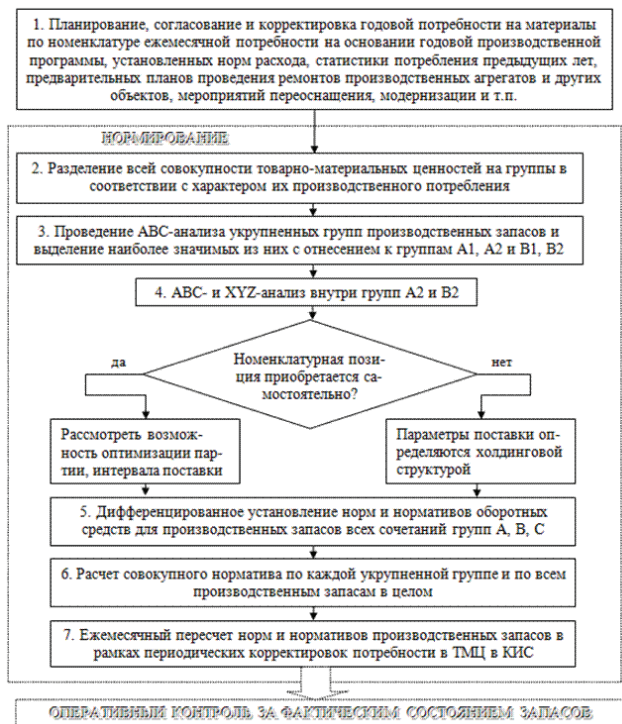 1. Планирование, согласование и корректировка годовой потребности на материалы
по номенклатуре ежемесячной потребности на основании годовой производственной
программы, установленных норм расхода, статистики потребления предыдущих лет,
предварительных планов проведения ремонтов производственных агрегатов и других
объектов, мероприятий переоснащения, модернизации и т.п.
НОРМИРОВАНИЕ
2. Разделение всей совокупности товарно-материальных ценностей на группы в
соответствии с характером их производственного потребления
3. Проведение АВС-анализа укрупненных групп производственных запасов и
выделение наиболее значимых из них с отнесением к группам А1, А2 и В1, В2
4. АВС- и XYZ-анализ внутри групп А2 и В2
Номенклатурная пози-
ция приобретается са-
мостоятельно?
да
нет
Рассмотреть возмож-
ность оптимизации пар-
тии, интервала поставки
Параметры поставки оп-
ределяются холдинговой
структурой
5. Дифференцированное установление норм и нормативов оборотных
средств для производственных запасов всех сочетаний групп А, В, С
6. Расчет совокупного норматива по каждой укрупненной группе и по всем
производственным запасам в целом
7. Ежемесячный пересчет норм и нормативов производственных запасов в
рамках периодических корректировок потребности в ТМЦ в КИС
ОПЕРАТИВНЫЙ КОНТРОЛЬ ЗА ФАКТИЧЕСКИМ СОСТОЯНИЕМ ЗАПАСОВ